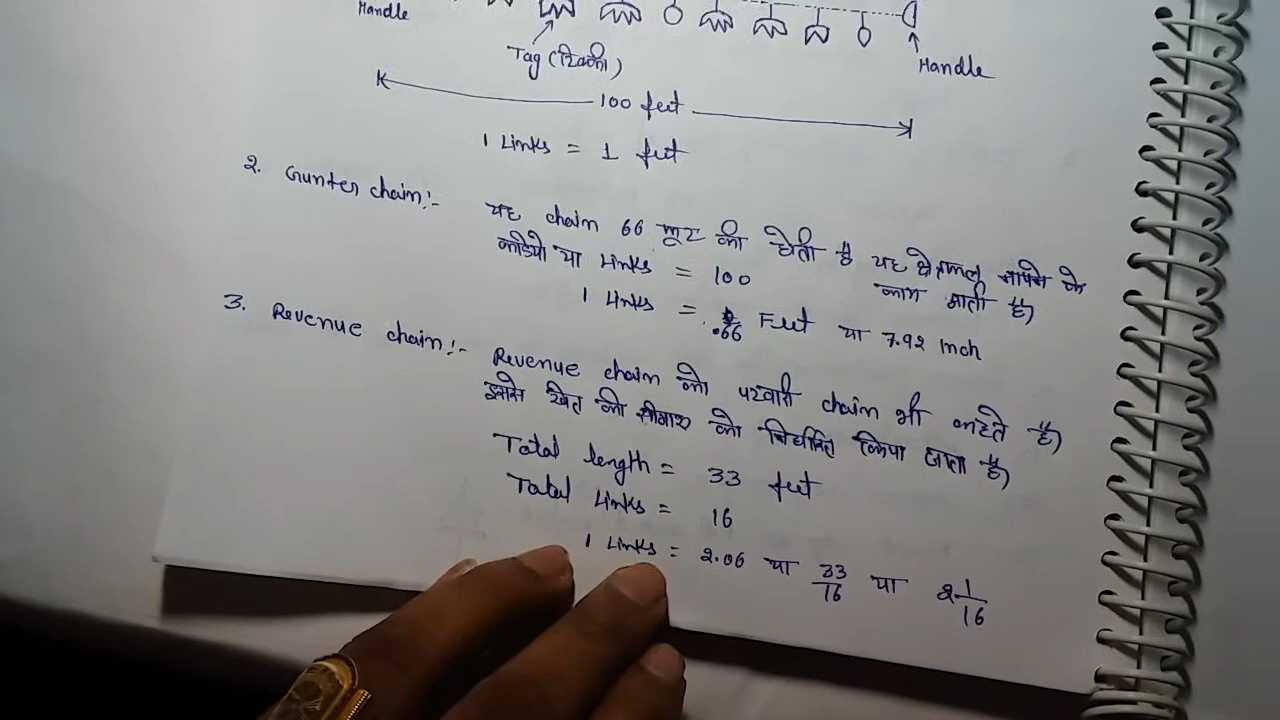 Handle
Tag (टिकली)
Handle
100 feet
1 Links = 1 feet
2. Gunter chain:- यह chain 66 फूट की होती है यह क्षेत्रफल नापने के
काम आती है)
कडियो या Links = 100
1 Links = .66 Feet या 7.92 Inch
3. Revenue chain:- Revenue chain को पटवारी chain भी कहते है)
इससे खेत की सीमाओ को निर्धारित किया जाता है)
Total length = 33 feet
Total Links = 16
1 Links = 2.06 या 33/16 या 2 1/16